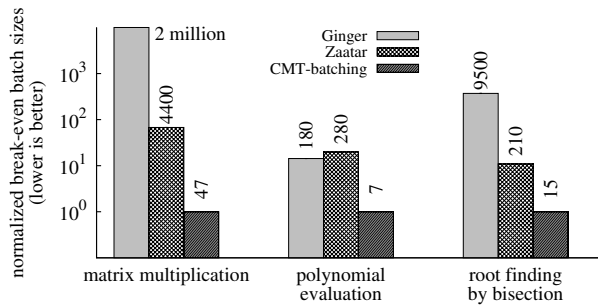 normalized break-even batch sizes
(lower is better)
10^3
10^2
10^1
10^0
2 million
4400
47
180
280
7
9500
210
15
Ginger
Zaatar
CMT-batching
matrix multiplication
polynomial
evaluation
root finding
by bisection